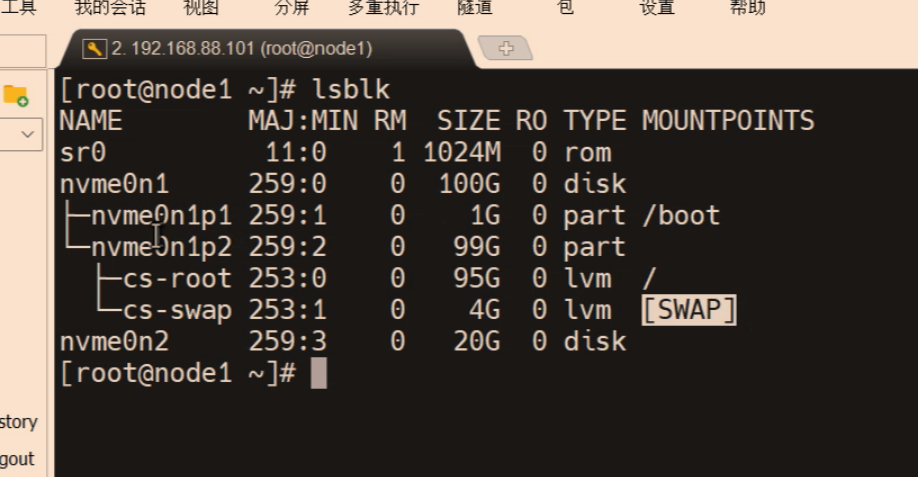 工具 我的会话 视图 分屏 多重执行 隧道 包 设置 帮助
2. 192.168.88.101 (root@node1)
[root@node1 ~]# lsblk
NAME MAJ:MIN RM SIZE RO TYPE MOUNTPOINTS
sr0 11:0 1 1024M 0 rom
nvme0n1 259:0 0 100G 0 disk
├─nvme0n1p1 259:1 0 1G 0 part /boot
└─nvme0n1p2 259:2 0 99G 0 part
├─cs-root 253:0 0 95G 0 lvm /
└─cs-swap 253:1 0 4G 0 lvm [SWAP]
nvme0n2 259:3 0 20G 0 disk
[root@node1 ~]#
story
gout